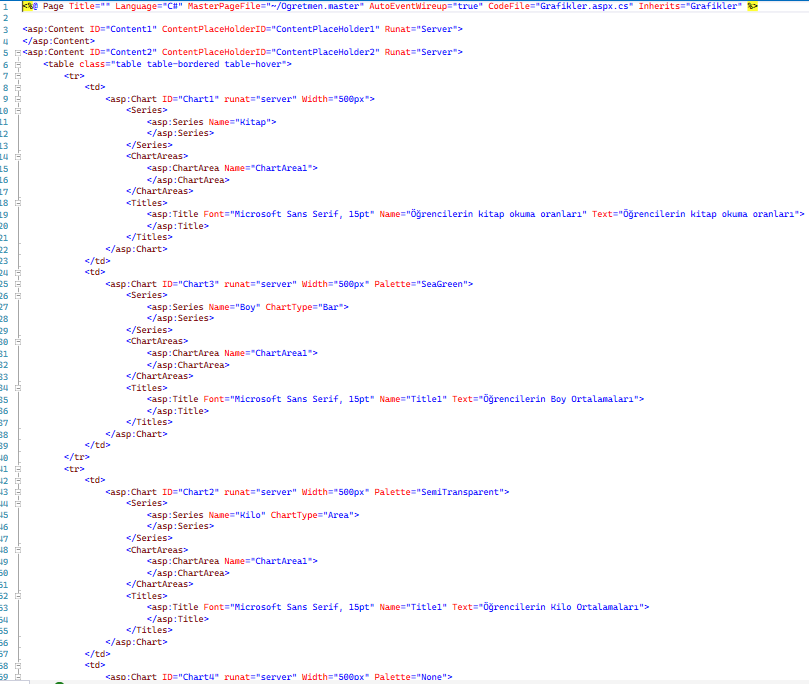 1 <%@ Page Title="" Language="C#" MasterPageFile="~/Ogretmen.master" AutoEventWireup="true" CodeFile="Grafikler.aspx.cs" Inherits="Grafikler" %>
2
3 <asp:Content ID="Content1" ContentPlaceHolderID="ContentPlaceHolder1" Runat="Server">
4 </asp:Content>
5 <asp:Content ID="Content2" ContentPlaceHolderID="ContentPlaceHolder2" Runat="Server">
6 <table class="table table-bordered table-hover">
7 <tr>
8 <td>
9 <asp:Chart ID="Chart1" runat="server" Width="500px">
10 <Series>
11 <asp:Series Name="Kitap">
12 </asp:Series>
13 </Series>
14 <ChartAreas>
15 <asp:ChartArea Name="ChartArea1">
16 </asp:ChartArea>
17 </ChartAreas>
18 <Titles>
19 <asp:Title Font="Microsoft Sans Serif, 15pt" Name="Öğrencilerin kitap okuma oranları" Text="Öğrencilerin kitap okuma oranları">
20 </asp:Title>
21 </Titles>
22 </asp:Chart>
23 </td>
24 <td>
25 <asp:Chart ID="Chart3" runat="server" Width="500px" Palette="SeaGreen">
26 <Series>
27 <asp:Series Name="Boy" ChartType="Bar">
28 </asp:Series>
29 </Series>
30 <ChartAreas>
31 <asp:ChartArea Name="ChartArea1">
32 </asp:ChartArea>
33 </ChartAreas>
34 <Titles>
35 <asp:Title Font="Microsoft Sans Serif, 15pt" Name="Title1" Text="Öğrencilerin Boy Ortalamaları">
36 </asp:Title>
37 </Titles>
38 </asp:Chart>
39 </td>
40 </tr>
41 <tr>
42 <td>
43 <asp:Chart ID="Chart2" runat="server" Width="500px" Palette="SemiTransparent">
44 <Series>
45 <asp:Series Name="Kilo" ChartType="Area">
46 </asp:Series>
47 </Series>
48 <ChartAreas>
49 <asp:ChartArea Name="ChartArea1">
50 </asp:ChartArea>
51 </ChartAreas>
52 <Titles>
53 <asp:Title Font="Microsoft Sans Serif, 15pt" Name="Title1" Text="Öğrencilerin Kilo Ortalamaları">
54 </asp:Title>
55 </Titles>
56 </asp:Chart>
57 </td>
58 <td>
59 <asp:Chart ID="Chart4" runat="server" Width="500px" Palette="None">